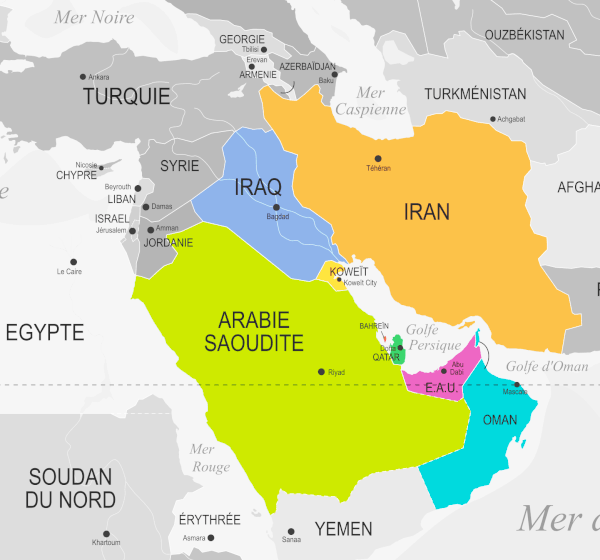 Mer Noire
GEORGIE
Tbilisi
OUZBÉKISTAN
Erevan
ARMENIE
AZERBAÏDJAN
Baku
Ankara
TURQUIE
Mer
Caspienne
TURKMÉNISTAN
Achgabat
Nicosie
CHYPRE
SYRIE
Téhéran
Beyrouth
LIBAN
Damas
IRAQ
Bagdad
IRAN
AFGHA
e
ISRAEL
Jérusalem
Amman
JORDANIE
Le Caire
KOWEÏT
Koweït City
P
EGYPTE
ARABIE
SAOUDITE
BAHREÏN
Golfe
Persique
Doha
QATAR
Riyad
Abu
Dabi
E.A.U.
Golfe d'Oman
Mascate
OMAN
Mer
Rouge
SOUDAN
DU NORD
Khartoum
ÉRYTHRÉE
Asmara
Sanaa
YEMEN
Mer d